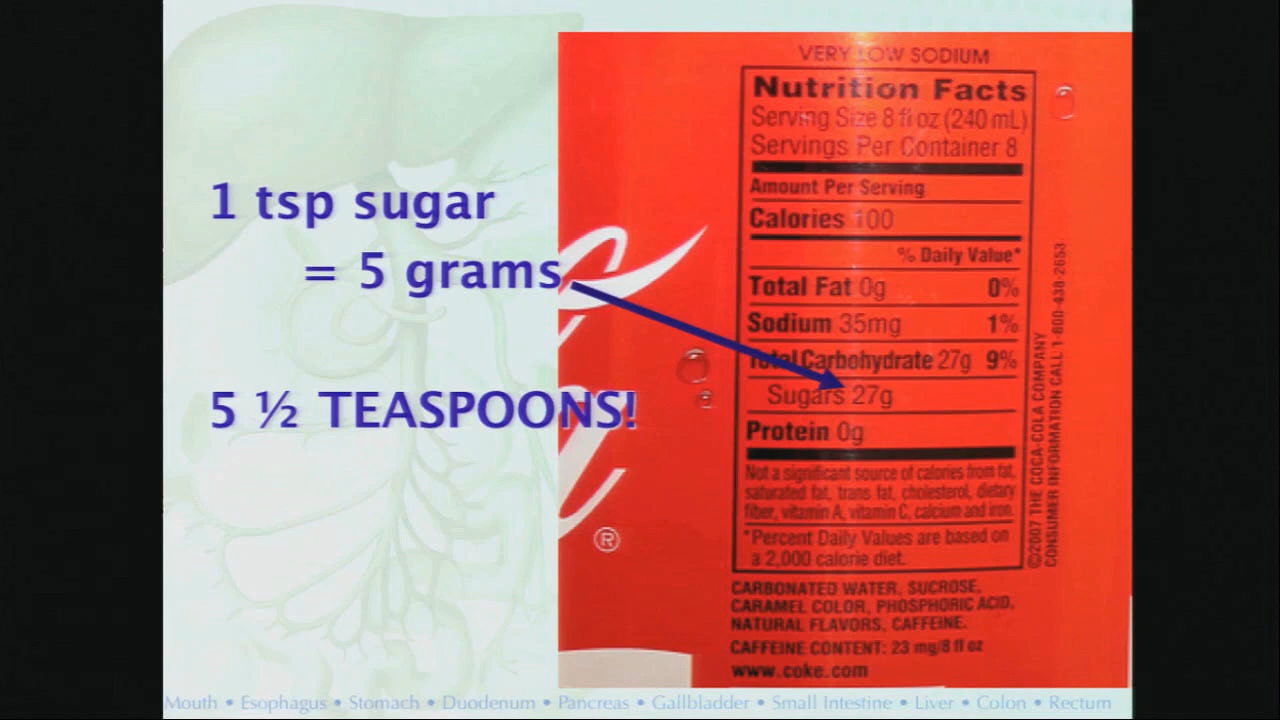 1 tsp sugar
= 5 grams
5 ½ TEASPOONS!
VERY LOW SODIUM
Nutrition Facts
Serving Size 8 fl oz (240 mL)
Servings Per Container 8
Amount Per Serving
Calories 100
% Daily Value*
Total Fat 0g 0%
Sodium 35mg 1%
Total Carbohydrate 27g 9%
Sugars 27g
Protein 0g
Not a significant source of calories from fat,
saturated fat, trans fat, cholesterol, dietary
fiber, vitamin A, vitamin C, calcium and iron.
*Percent Daily Values are based on
a 2,000 calorie diet.
CARBONATED WATER, SUCROSE,
CARAMEL COLOR, PHOSPHORIC ACID,
NATURAL FLAVORS, CAFFEINE.
CAFFEINE CONTENT: 23 mg/8 fl oz
www.coke.com
©2007 THE COCA-COLA COMPANY
CONSUMER INFORMATION CALL 1-800-438-2653
®
Mouth • Esophagus • Stomach • Duodenum • Pancreas • Gallbladder • Small Intestine • Liver • Colon • Rectum